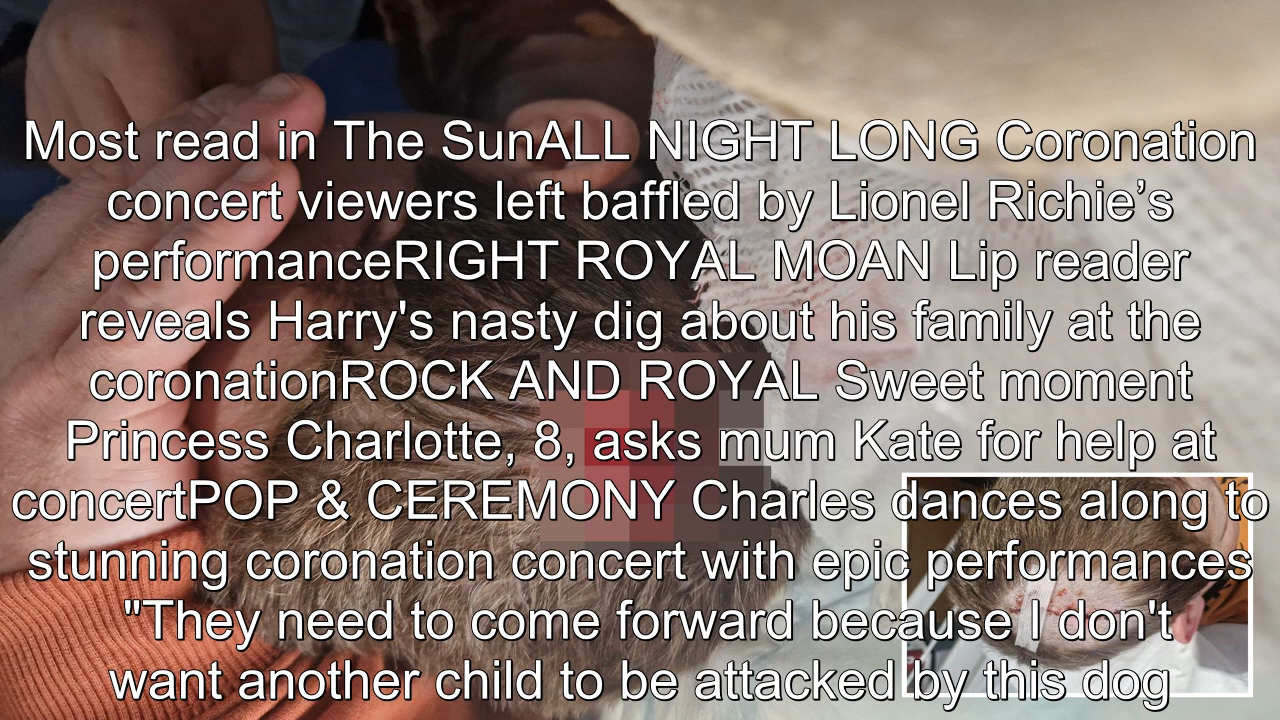 Most read in The SunALL NIGHT LONG Coronation
concert viewers left baffled by Lionel Richie’s
performanceRIGHT ROYAL MOAN Lip reader
reveals Harry's nasty dig about his family at the
coronationROCK AND ROYAL Sweet moment
Princess Charlotte, 8, asks mum Kate for help at
concertPOP & CEREMONY Charles dances along to
stunning coronation concert with epic performances
"They need to come forward because I don't
want another child to be attacked by this dog